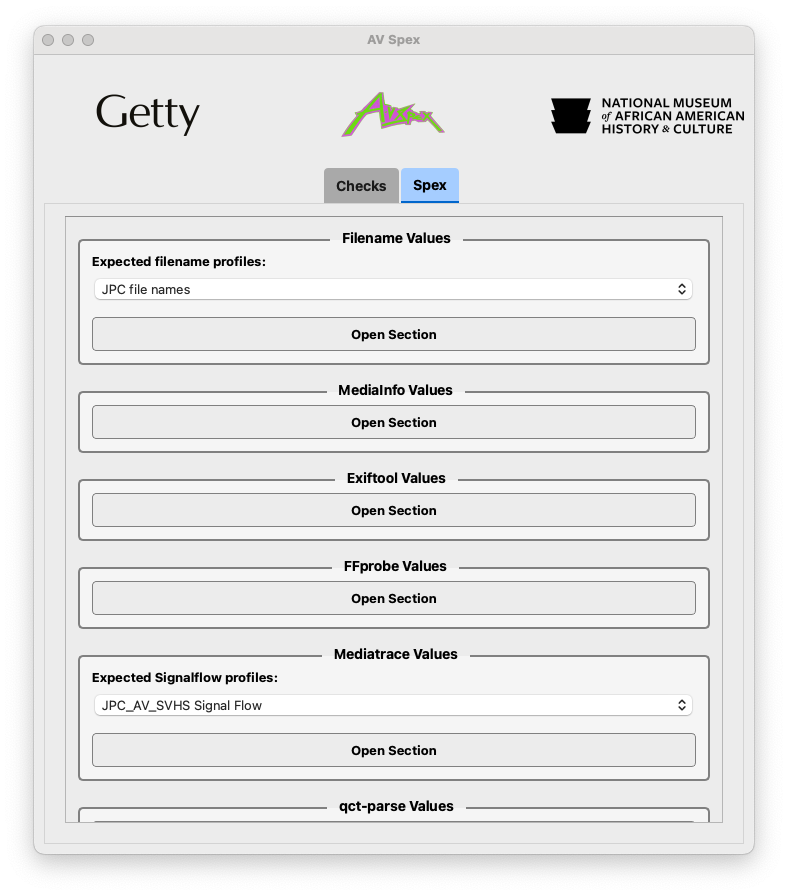 AV Spex
Getty
AVSpex
NATIONAL MUSEUM
of AFRICAN AMERICAN
HISTORY & CULTURE
Checks
Spex
Filename Values
Expected filename profiles:
JPC file names
Open Section
MediaInfo Values
Open Section
Exiftool Values
Open Section
FFprobe Values
Open Section
Mediatrace Values
Expected Signalflow profiles:
JPC_AV_SVHS Signal Flow
Open Section
qct-parse Values